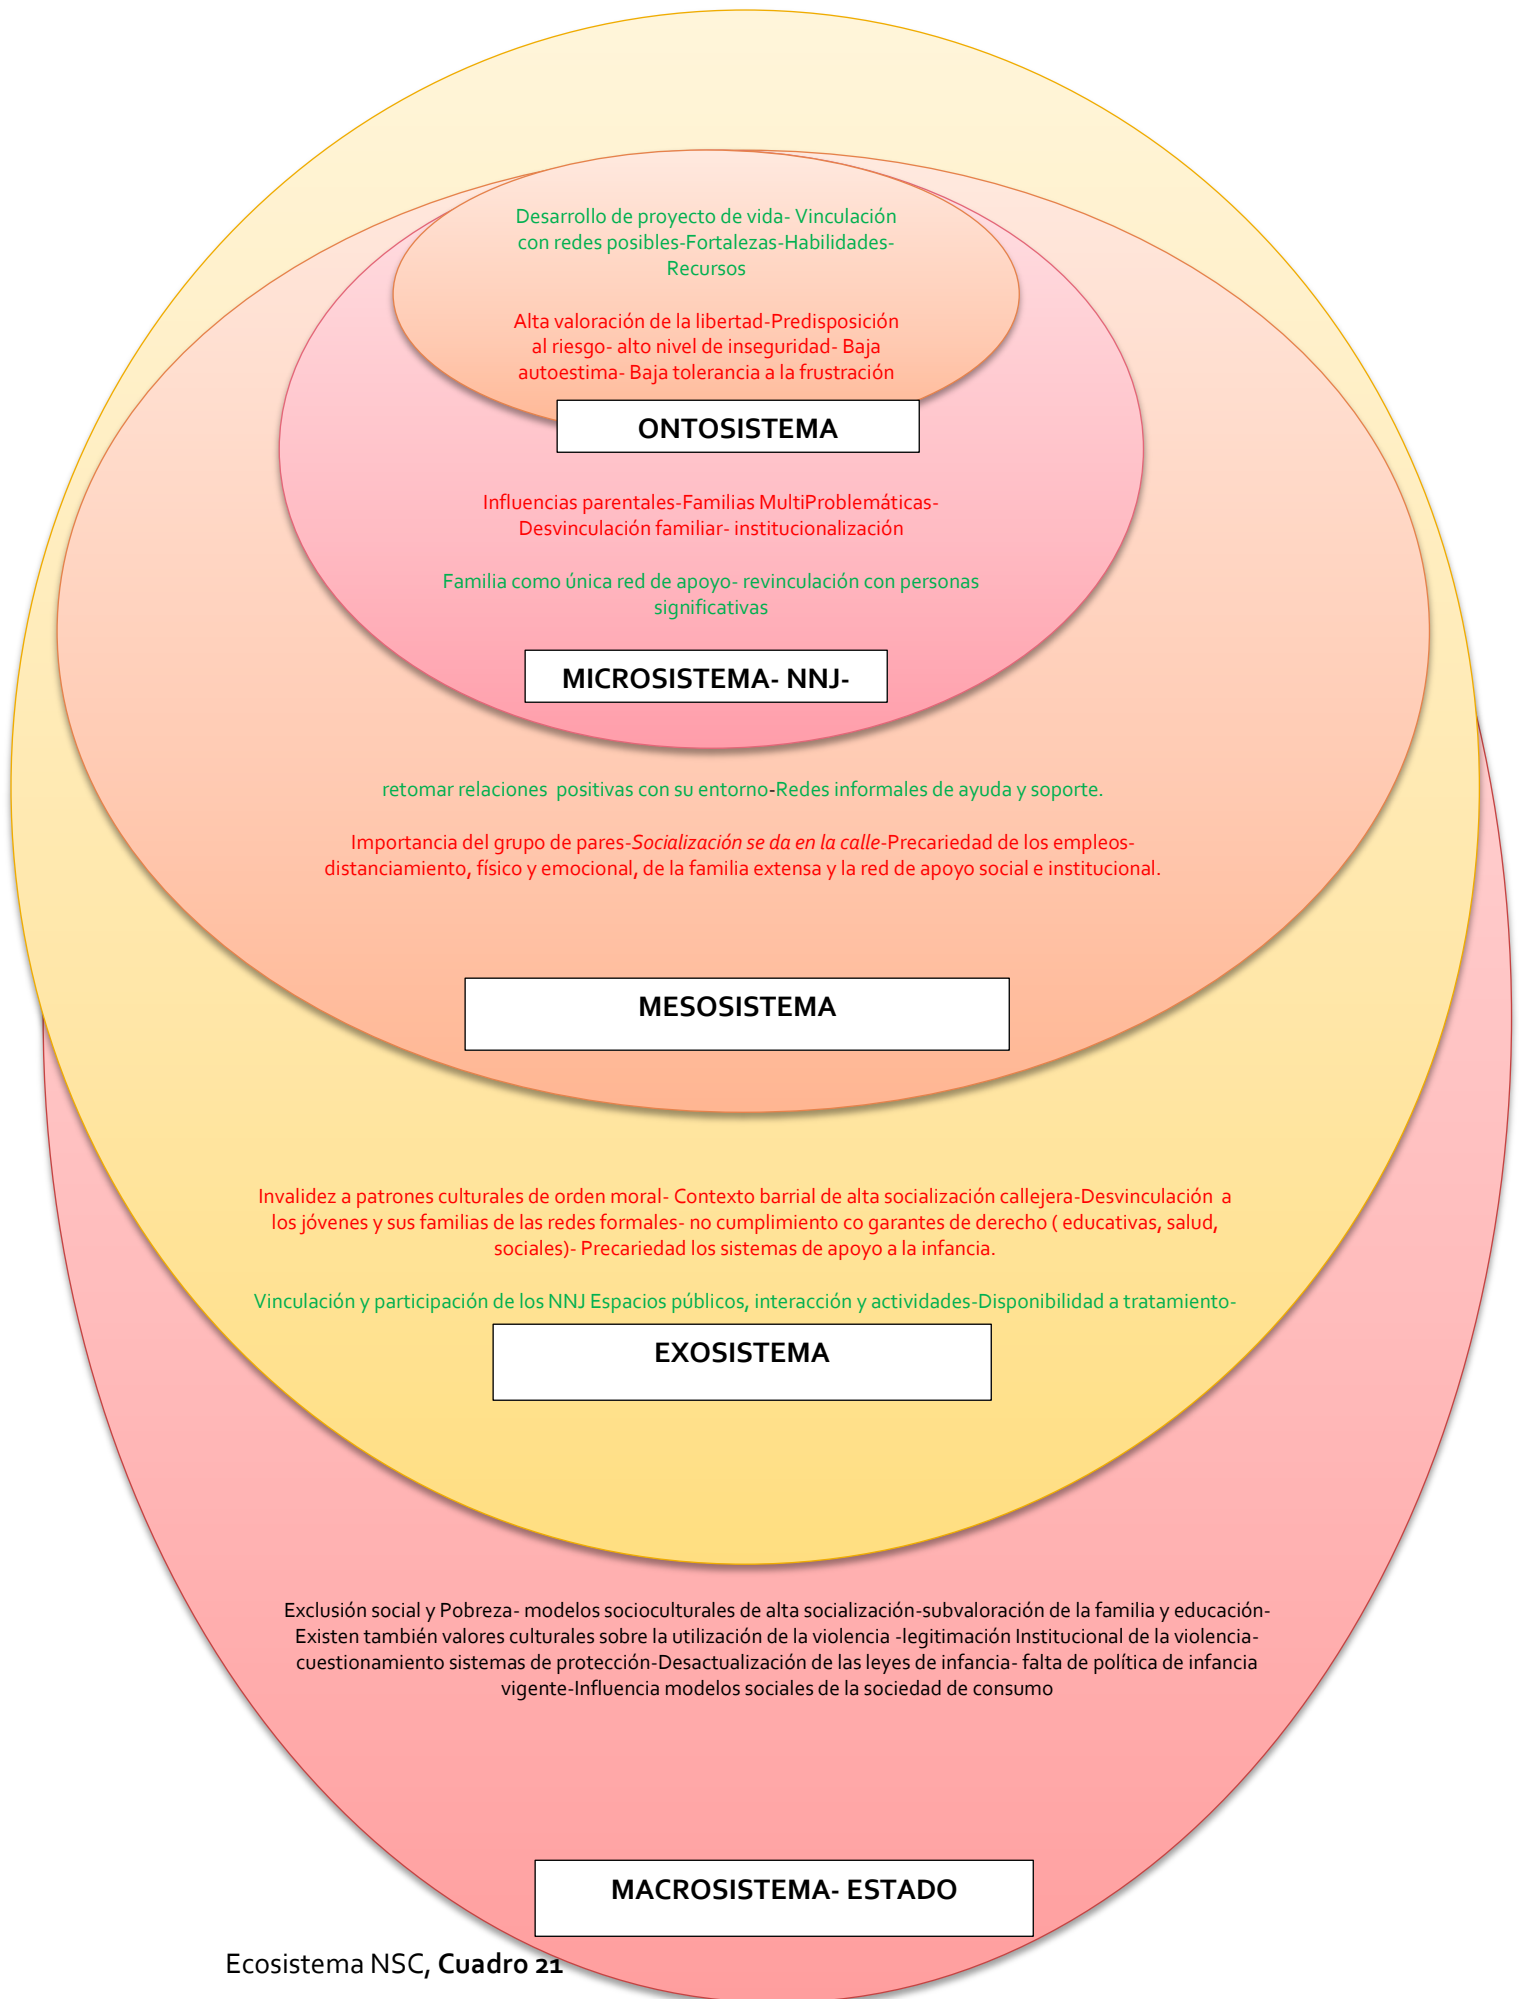 Desarrollo de proyecto de vida- Vinculación
con redes posibles-Fortalezas-Habilidades-
Recursos
Alta valoración de la libertad-Predisposición
al riesgo- alto nivel de inseguridad- Baja
autoestima- Baja tolerancia a la frustración
ONTOSISTEMA
Influencias parentales-Familias MultiProblemáticas-
Desvinculación familiar- institucionalización
Familia como única red de apoyo- revinculación con personas
significativas
MICROSISTEMA- NNJ-
retomar relaciones  positivas con su entorno-Redes informales de ayuda y soporte.
Importancia del grupo de pares-Socialización se da en la calle-Precariedad de los empleos-
distanciamiento, físico y emocional, de la familia extensa y la red de apoyo social e institucional.
MESOSISTEMA
Invalidez a patrones culturales de orden moral- Contexto barrial de alta socialización callejera-Desvinculación  a
los jóvenes y sus familias de las redes formales- no cumplimiento co garantes de derecho ( educativas, salud,
sociales)- Precariedad los sistemas de apoyo a la infancia.
Vinculación y participación de los NNJ Espacios públicos, interacción y actividades-Disponibilidad a tratamiento-
EXOSISTEMA
Exclusión social y Pobreza- modelos socioculturales de alta socialización-subvaloración de la familia y educación-
Existen también valores culturales sobre la utilización de la violencia -legitimación Institucional de la violencia-
cuestionamiento sistemas de protección-Desactualización de las leyes de infancia- falta de política de infancia
vigente-Influencia modelos sociales de la sociedad de consumo
MACROSISTEMA- ESTADO
Ecosistema NSC, Cuadro 21